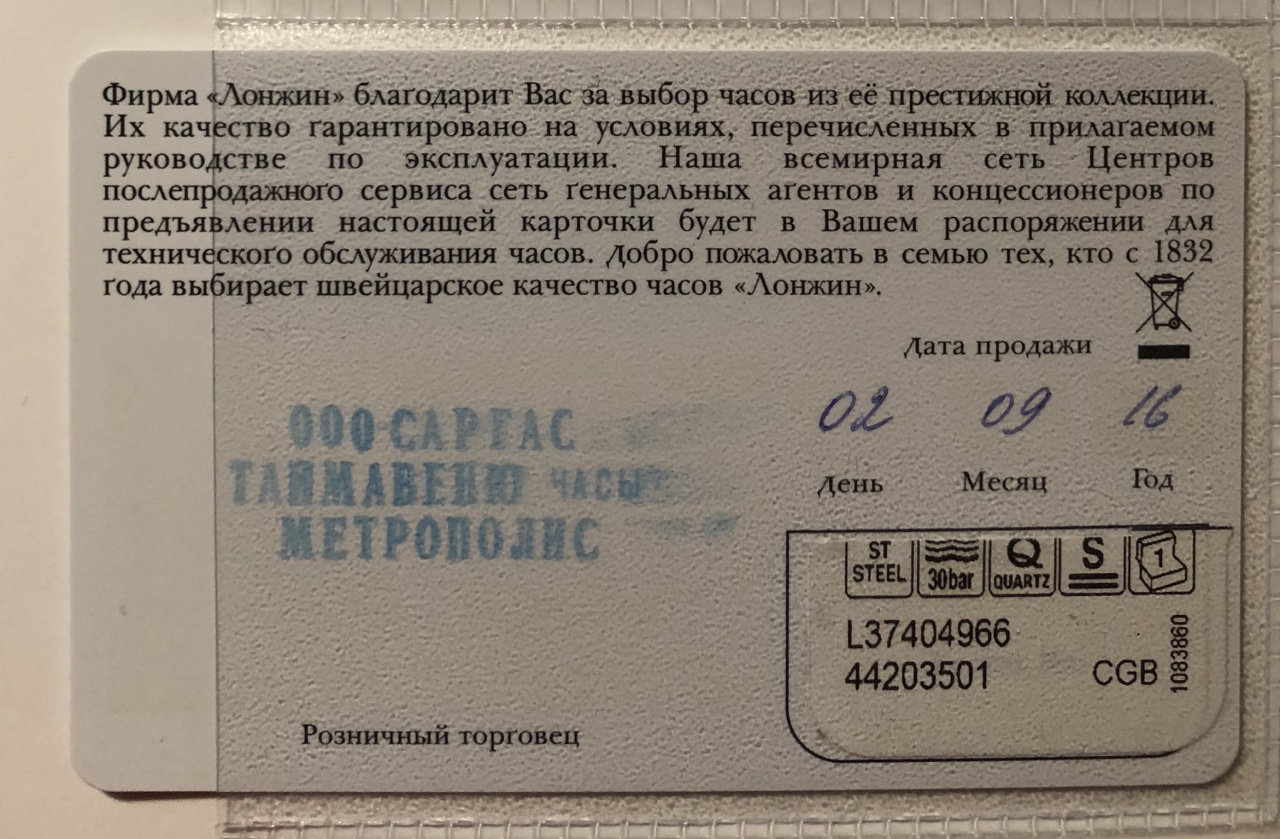 Фирма «Лонжин» благодарит Вас за выбор часов из её престижной коллекции.
Их качество гарантировано на условиях, перечисленных в прилагаемом
руководстве по эксплуатации. Наша всемирная сеть Центров
послепродажного сервиса сеть генеральных агентов и концессионеров по
предъявлении настоящей карточки будет в Вашем распоряжении для
технического обслуживания часов. Добро пожаловать в семью тех, кто с 1832
года выбирает швейцарское качество часов «Лонжин».
Дата продажи
02 09 16
День Месяц Год
ООО САРГАС
ТАЙМАВЕНЮ ЧАСЫ
МЕТРОПОЛИС
ST STEEL 30bar Q QUARTZ S 1
L37404966
44203501 CGB
1083860
Розничный торговец